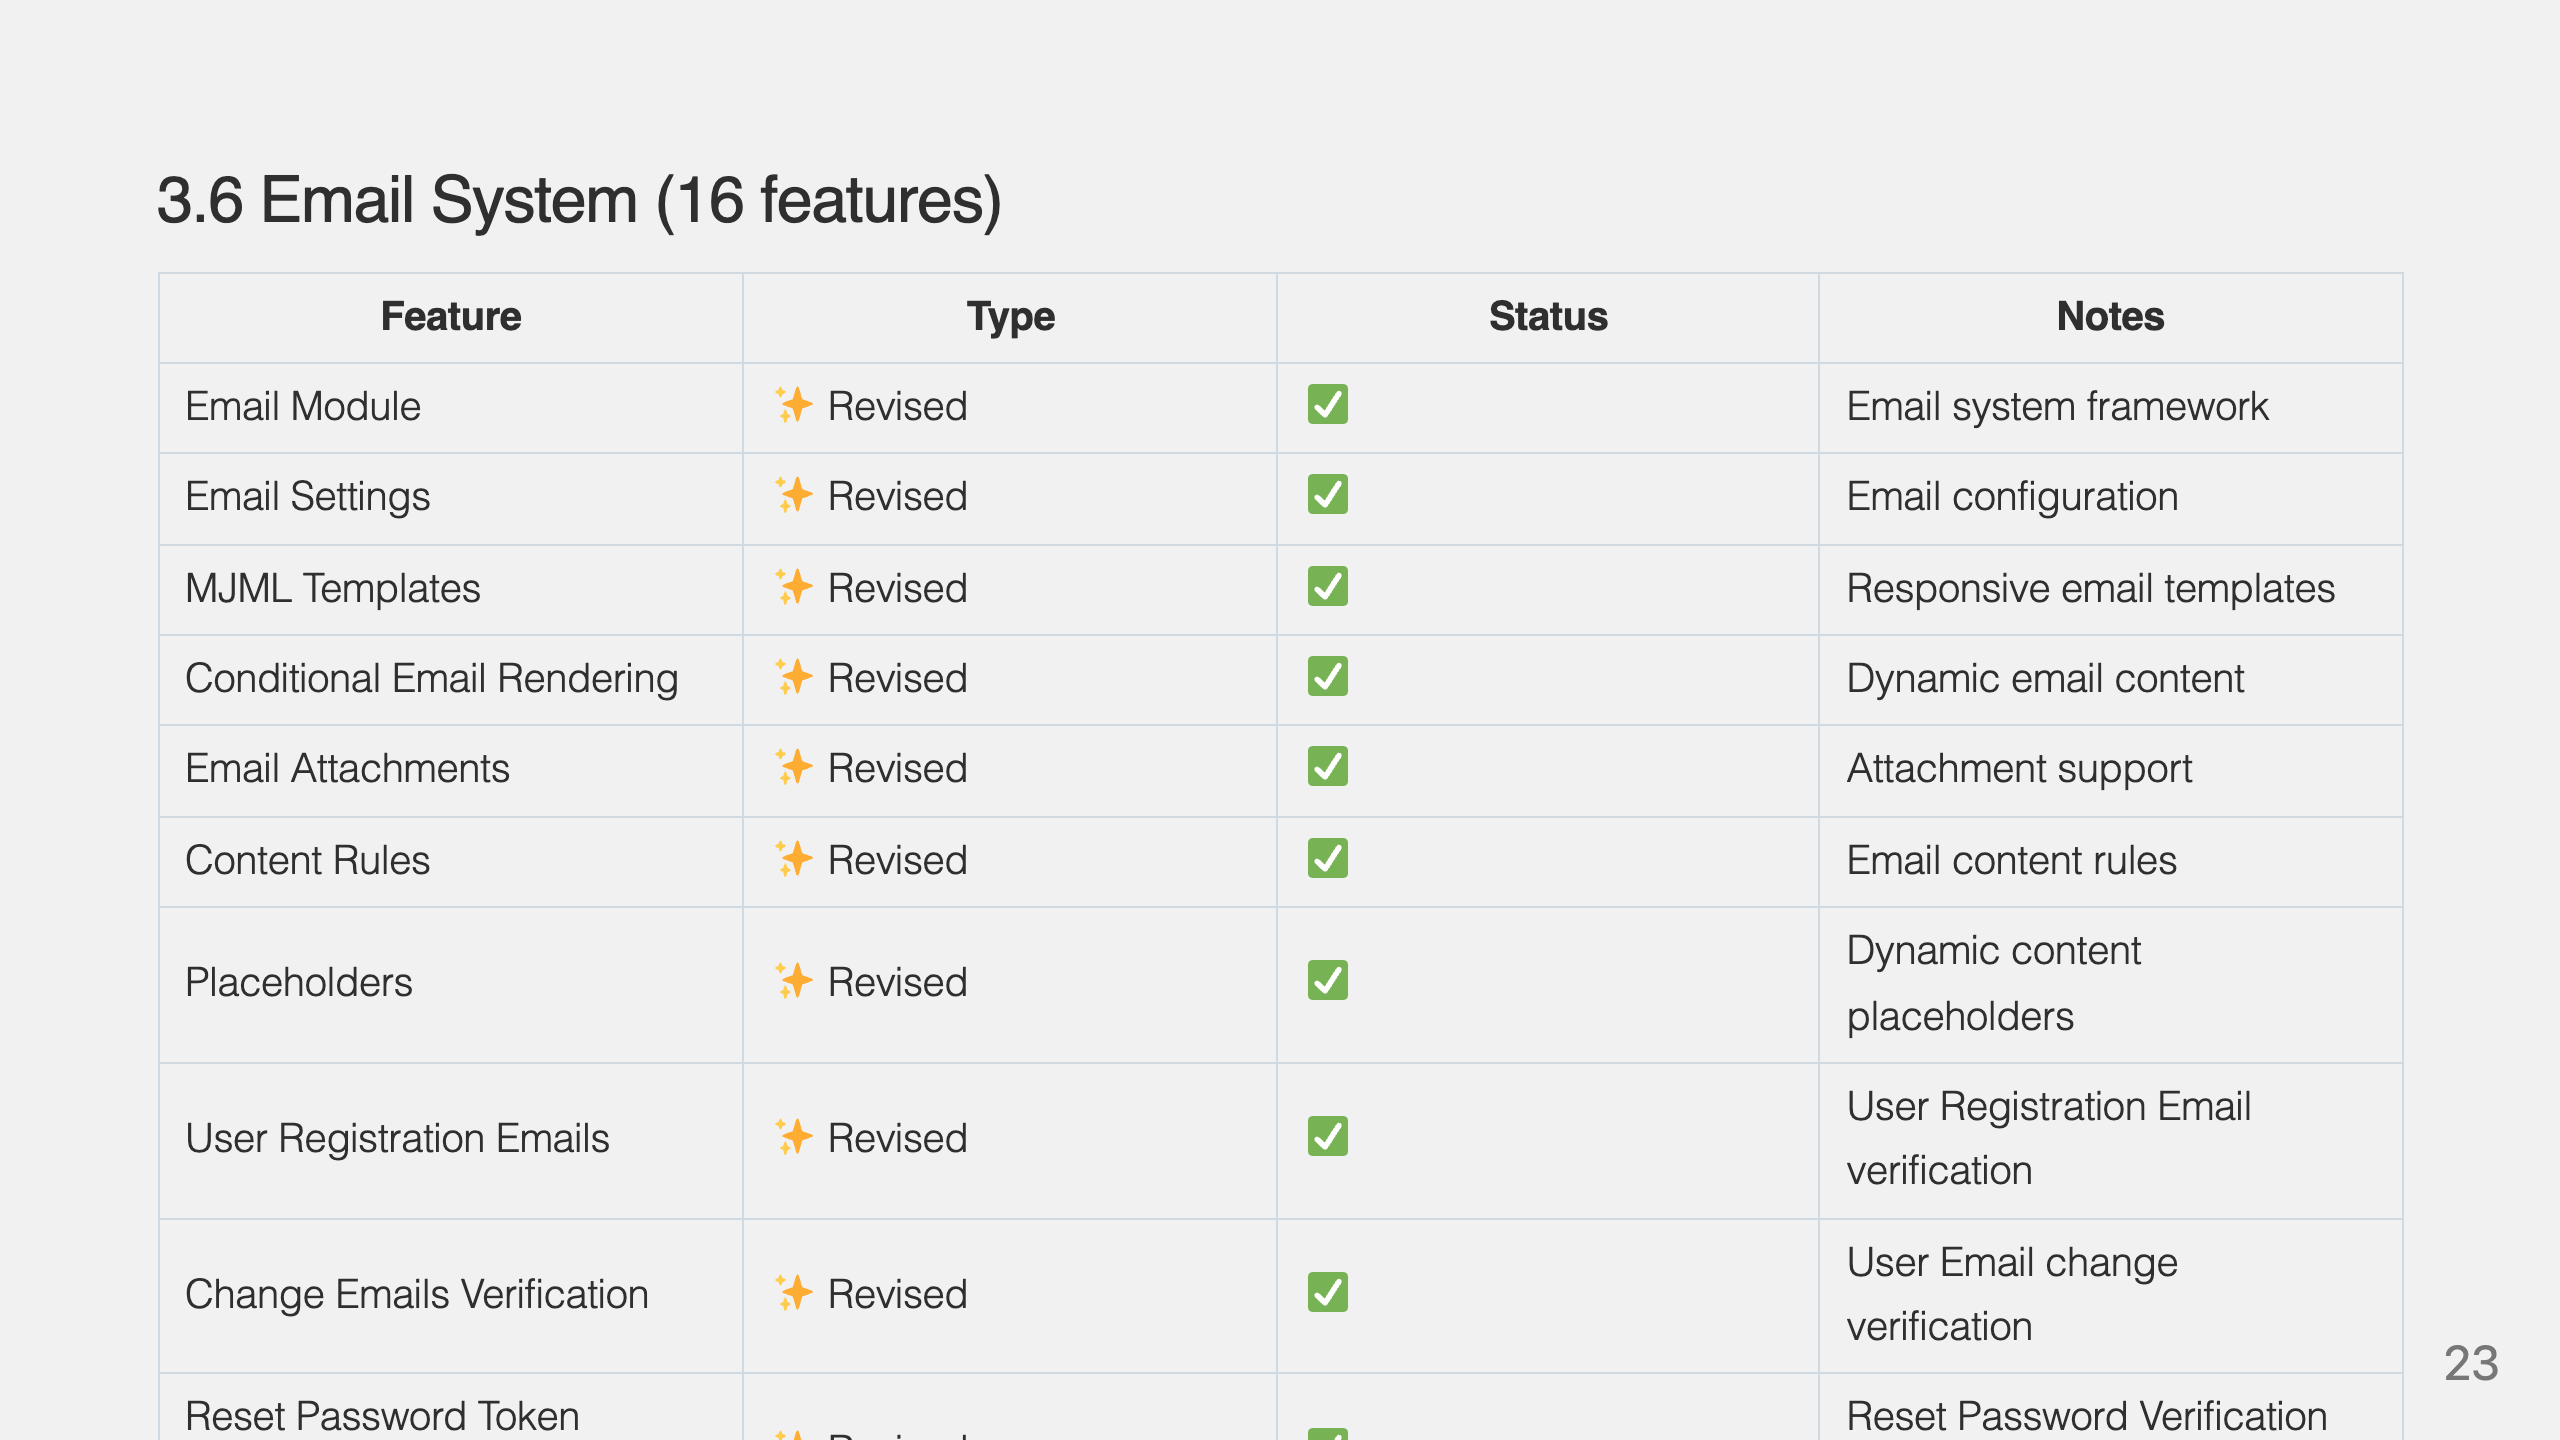 3.6 Email System (16 features)
Feature Type Status Notes
Email Module ✨ Revised ✅ Email system framework
Email Settings ✨ Revised ✅ Email configuration
MJML Templates ✨ Revised ✅ Responsive email templates
Conditional Email Rendering ✨ Revised ✅ Dynamic email content
Email Attachments ✨ Revised ✅ Attachment support
Content Rules ✨ Revised ✅ Email content rules
Placeholders ✨ Revised ✅ Dynamic content
placeholders
User Registration Emails ✨ Revised ✅ User Registration Email
verification
Change Emails Verification ✨ Revised ✅ User Email change
verification
Reset Password Token Reset Password Verification
23